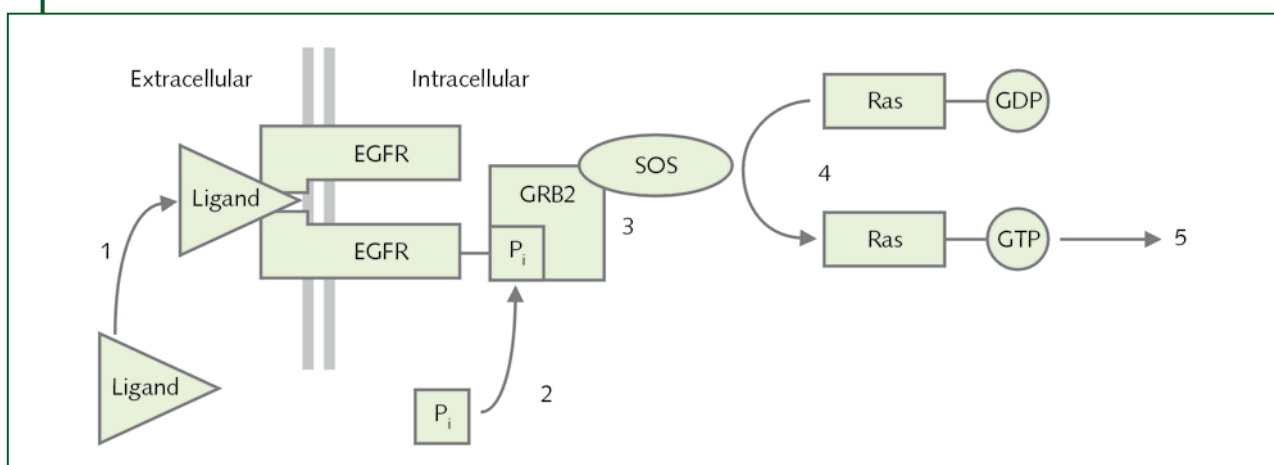 Extracellular
Intracellular
Ras
GDP
EGFR
SOS
Ligand
GRB2
4
1
3
EGFR
Pi
Ras
GTP
5
Ligand
2
Pi